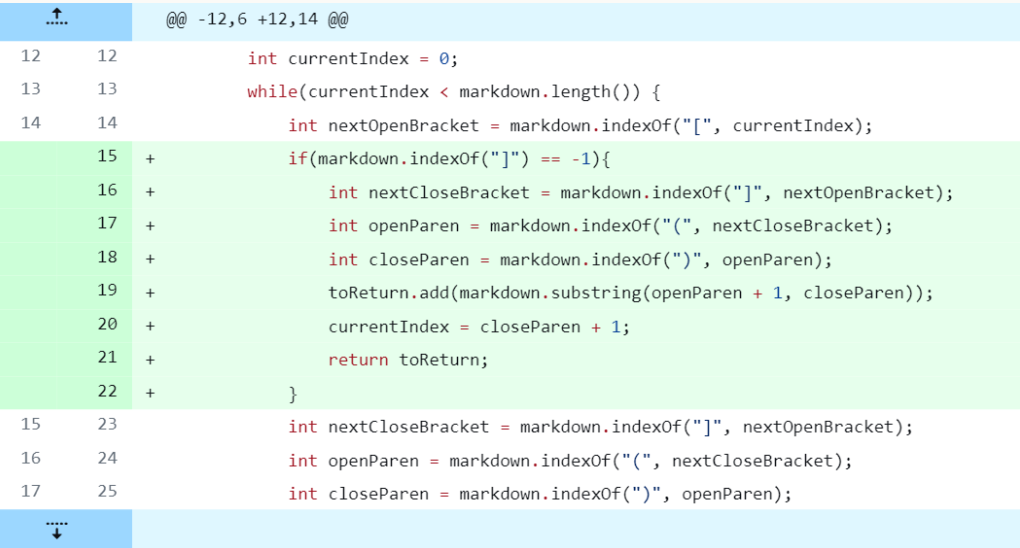 @@ -12,6 +12,14 @@
12 12 int currentIndex = 0;
13 13 while(currentIndex < markdown.length()) {
14 14 int nextOpenBracket = markdown.indexOf("[", currentIndex);
15 + if(markdown.indexOf("]") == -1){
16 + int nextCloseBracket = markdown.indexOf("]", nextOpenBracket);
17 + int openParen = markdown.indexOf("(", nextCloseBracket);
18 + int closeParen = markdown.indexOf(")", openParen);
19 + toReturn.add(markdown.substring(openParen + 1, closeParen));
20 + currentIndex = closeParen + 1;
21 + return toReturn;
22 + }
15 23 int nextCloseBracket = markdown.indexOf("]", nextOpenBracket);
16 24 int openParen = markdown.indexOf("(", nextCloseBracket);
17 25 int closeParen = markdown.indexOf(")", openParen);